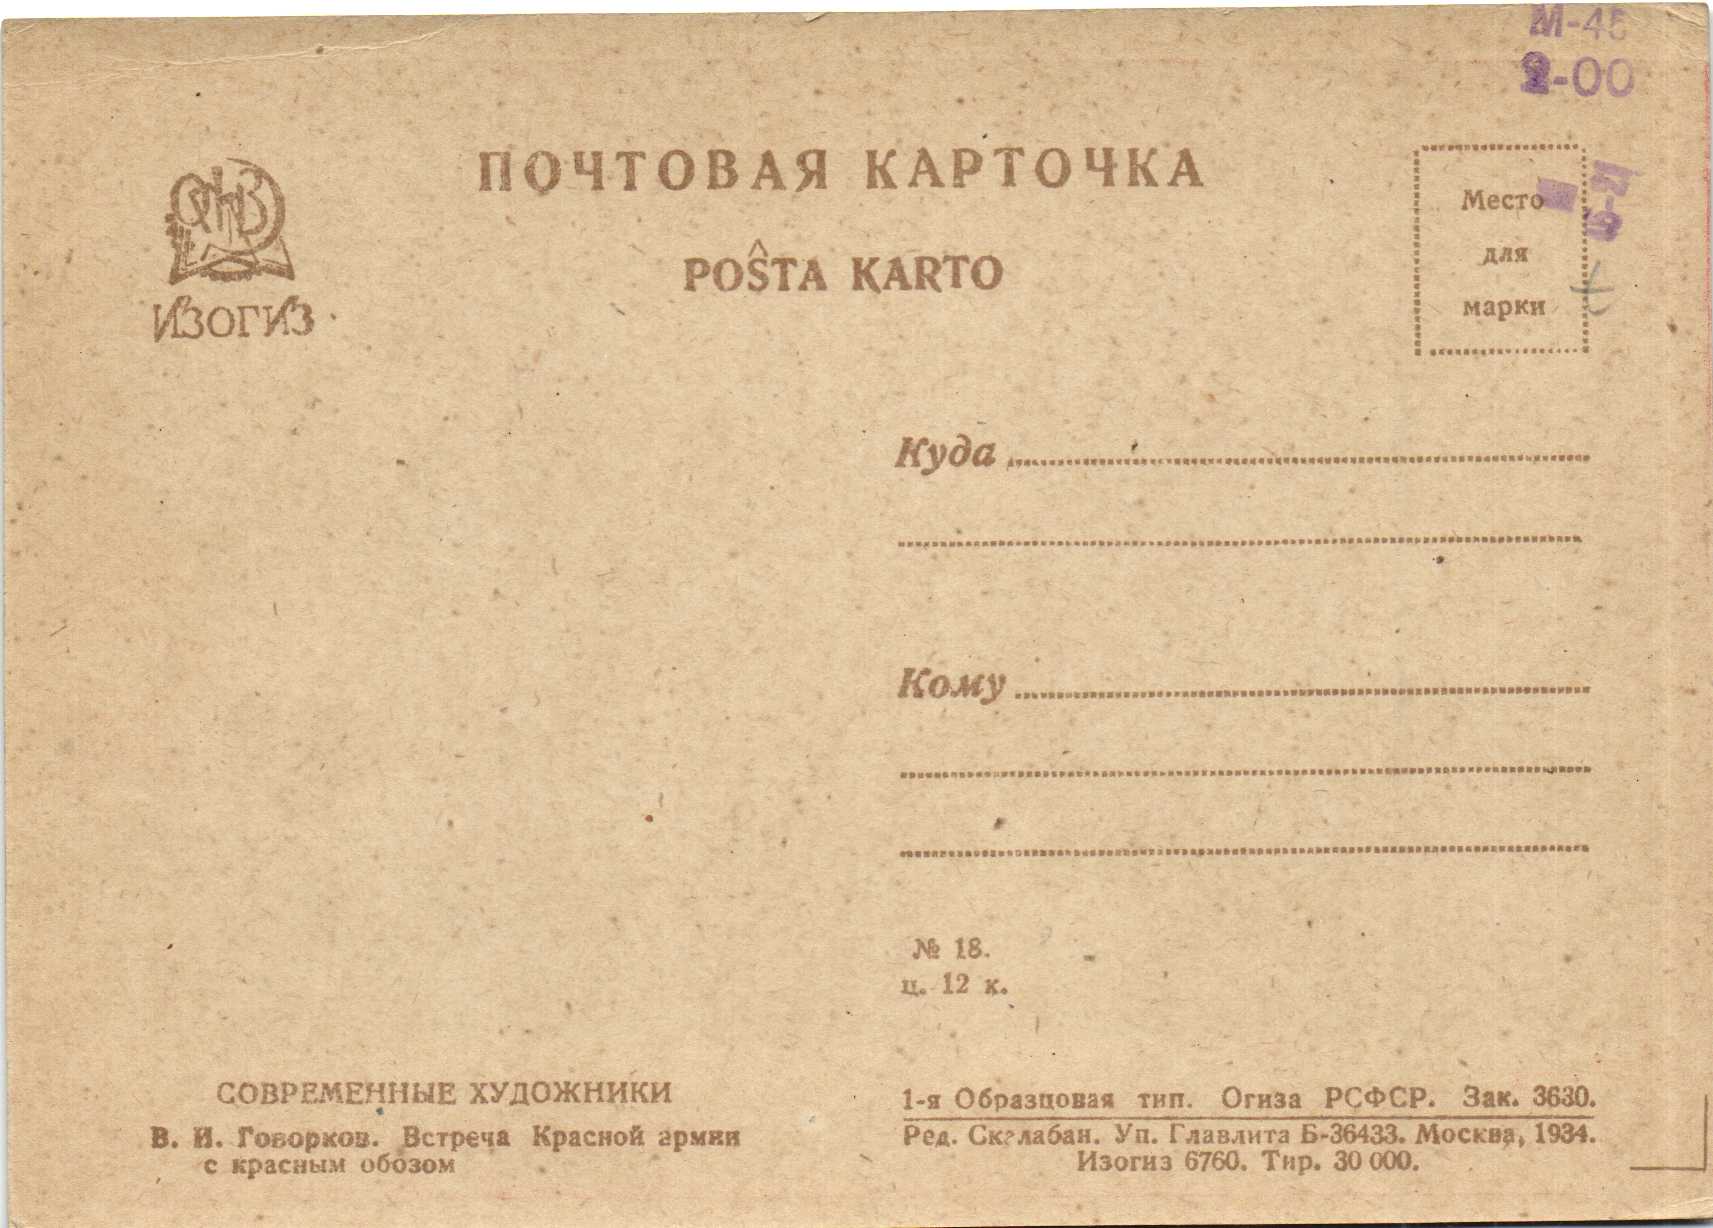 М-45
2-00
ПОЧТОВАЯ КАРТОЧКА
POŜTA KARTO
ИЗОГИЗ
Место
для
марки
Куда
Кому
№ 18.
ц. 12 к.
СОВРЕМЕННЫЕ ХУДОЖНИКИ
В. И. Говорков. Встреча Красной армии
с красным обозом
1-я Образцовая тип. Огиза РСФСР. Зак. 3630.
Ред. Скалабан. Уп. Главлита Б-36433. Москва, 1934.
Изогиз 6760. Тир. 30 000.